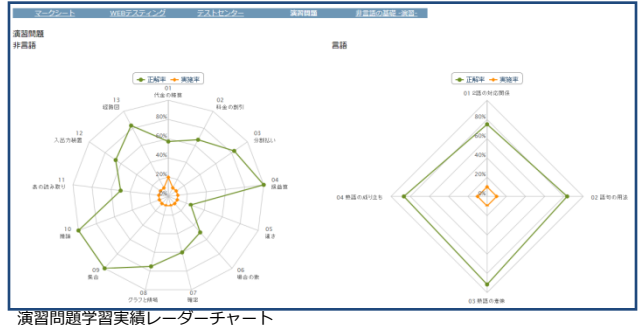 マークシート WEBテスティング テストセンター 演習問題 非言語の基礎-演習-
演習問題
非言語 言語
正解率 実施率 正解率 実施率
01
代金の精算
02
料金の割引
03
分割払い
04
損益算
05
速さ
06
場合の数
07
確率
08
グラフと領域
09
集合
10
推論
11
表の読み取り
12
入出力装置
13
経路図
80%
60%
40%
20%
0%
01 2語の対応関係
02 語句の用法
03 熟語の意味
04 熟語の成り立ち
80%
60%
40%
20%
0%
演習問題学習実績レーダーチャート